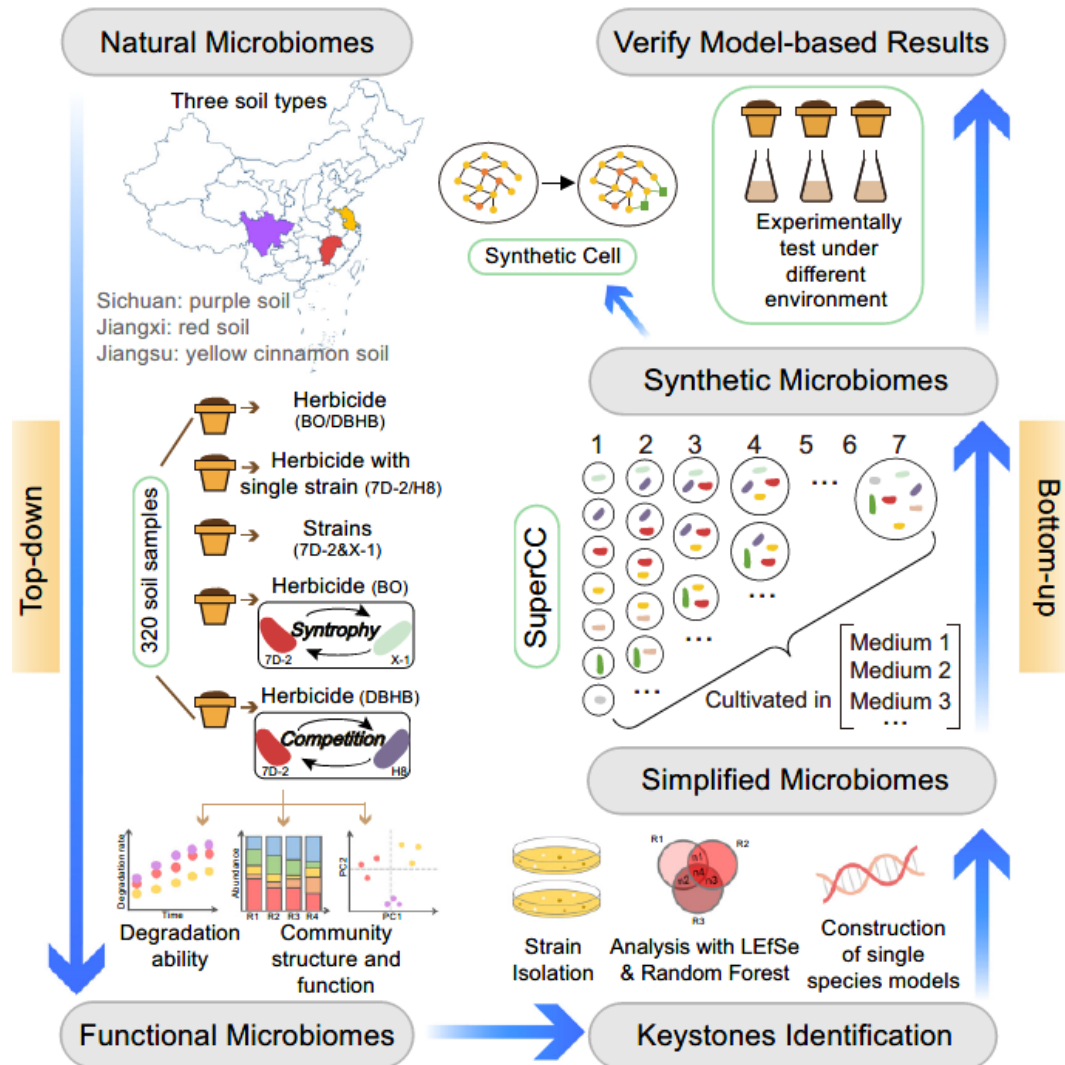 Natural Microbiomes
Three soil types
Sichuan: purple soil
Jiangxi: red soil
Jiangsu: yellow cinnamon soil
Top-down
320 soil samples
Herbicide
(BO/DBHB)
Herbicide with
single strain (7D-2/H8)
Strains
(7D-2&X-1)
Herbicide (BO)
Syntrophy
7D-2
X-1
Herbicide (DBHB)
Competition
7D-2
H8
Degradation rate
Time
Degradation
ability
Abundance
R1 R2 R3 R4
PC2
PC1
Community
structure and
function
Functional Microbiomes
Verify Model-based Results
Synthetic Cell
Experimentally
test under
different
environment
Synthetic Microbiomes
Bottom-up
SuperCC
1 2 3 4 5 6 7
...
...
...
...
Cultivated in
Medium 1
Medium 2
Medium 3
...
Simplified Microbiomes
Strain
Isolation
R1
R2
n1
n2
n4
n3
R3
Analysis with LEfSe
& Random Forest
Construction
of single
species models
Keystones Identification